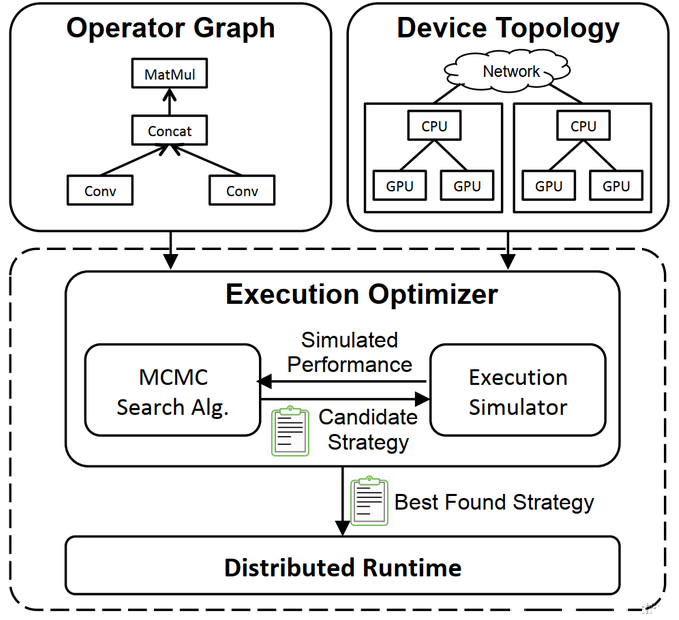 Operator Graph
MatMul
Concat
Conv
Conv
Device Topology
Network
CPU
GPU
GPU
CPU
GPU
GPU
Execution Optimizer
MCMC
Search Alg.
Simulated
Performance
Candidate
Strategy
Execution
Simulator
Best Found Strategy
Distributed Runtime